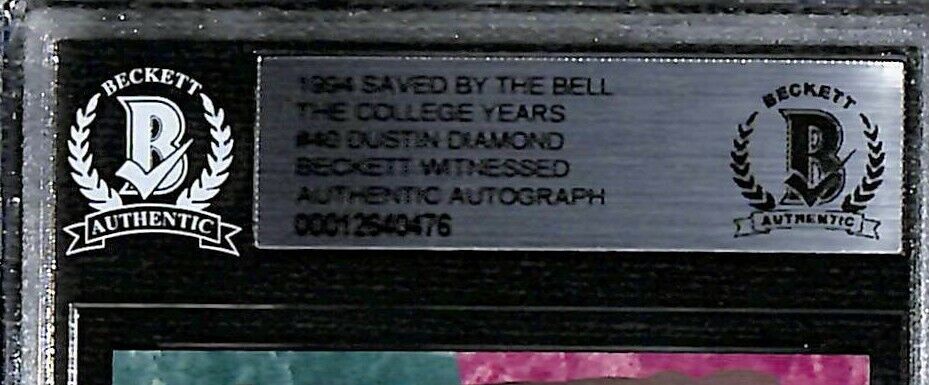 BECKETT
B
AUTHENTIC
1994 SAVED BY THE BELL
THE COLLEGE YEARS
#40 DUSTIN DIAMOND
BECKETT WITNESSED
AUTHENTIC AUTOGRAPH
00012640476
BECKETT
B
AUTHENTIC